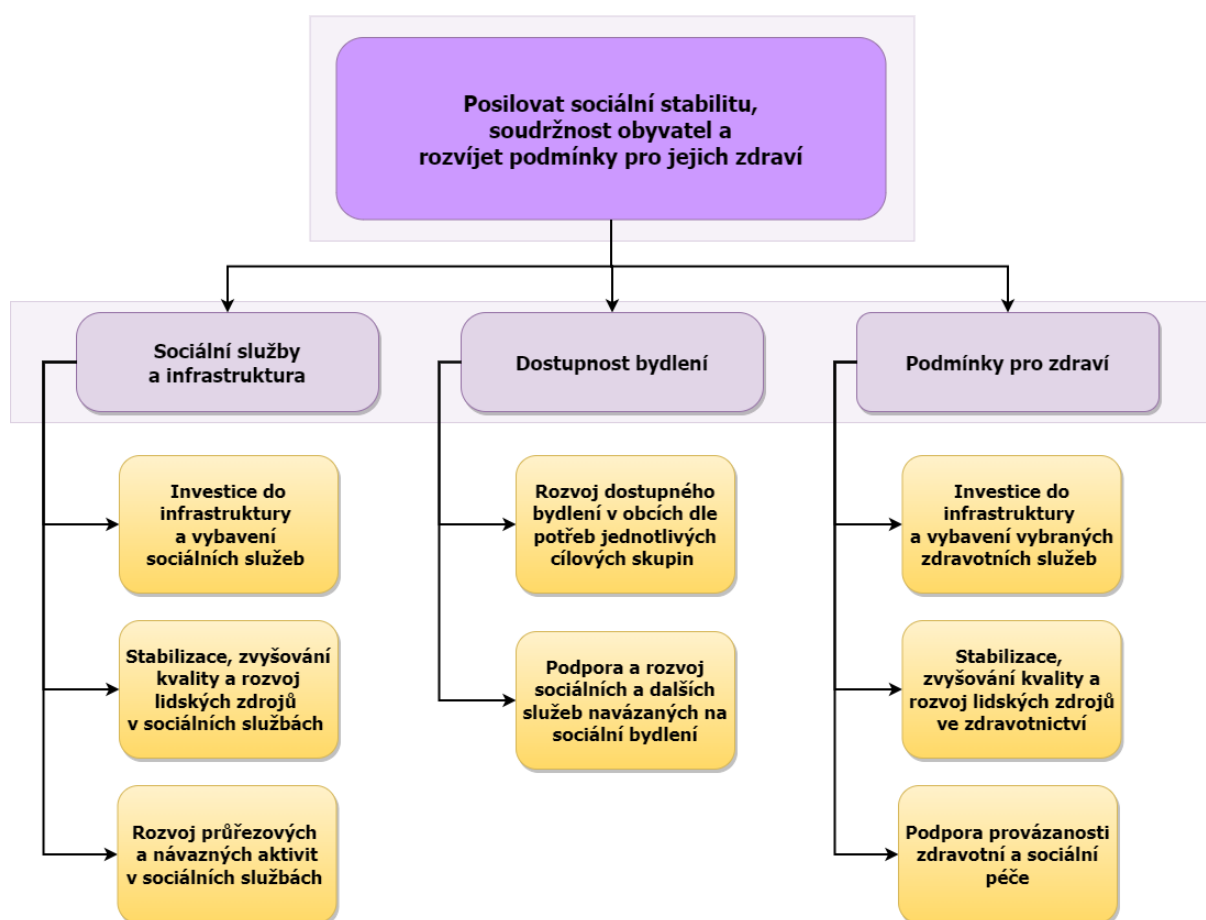 Posilovat sociální stabilitu,
soudržnost obyvatel a
rozvíjet podmínky pro jejich zdraví
Sociální služby
a infrastruktura
Dostupnost bydlení
Podmínky pro zdraví
Investice do
infrastruktury
a vybavení
sociálních služeb
Rozvoj dostupného
bydlení v obcích dle
potřeb jednotlivých
cílových skupin
Investice do
infrastruktury
a vybavení vybraných
zdravotních služeb
Stabilizace, zvyšování
kvality a rozvoj
lidských zdrojů
v sociálních službách
Podpora a rozvoj
sociálních a dalších
služeb navázaných na
sociální bydlení
Stabilizace,
zvyšování kvality a
rozvoj lidských zdrojů
ve zdravotnictví
Rozvoj průřezových
a návazných aktivit
v sociálních službách
Podpora provázanosti
zdravotní a sociální
péče